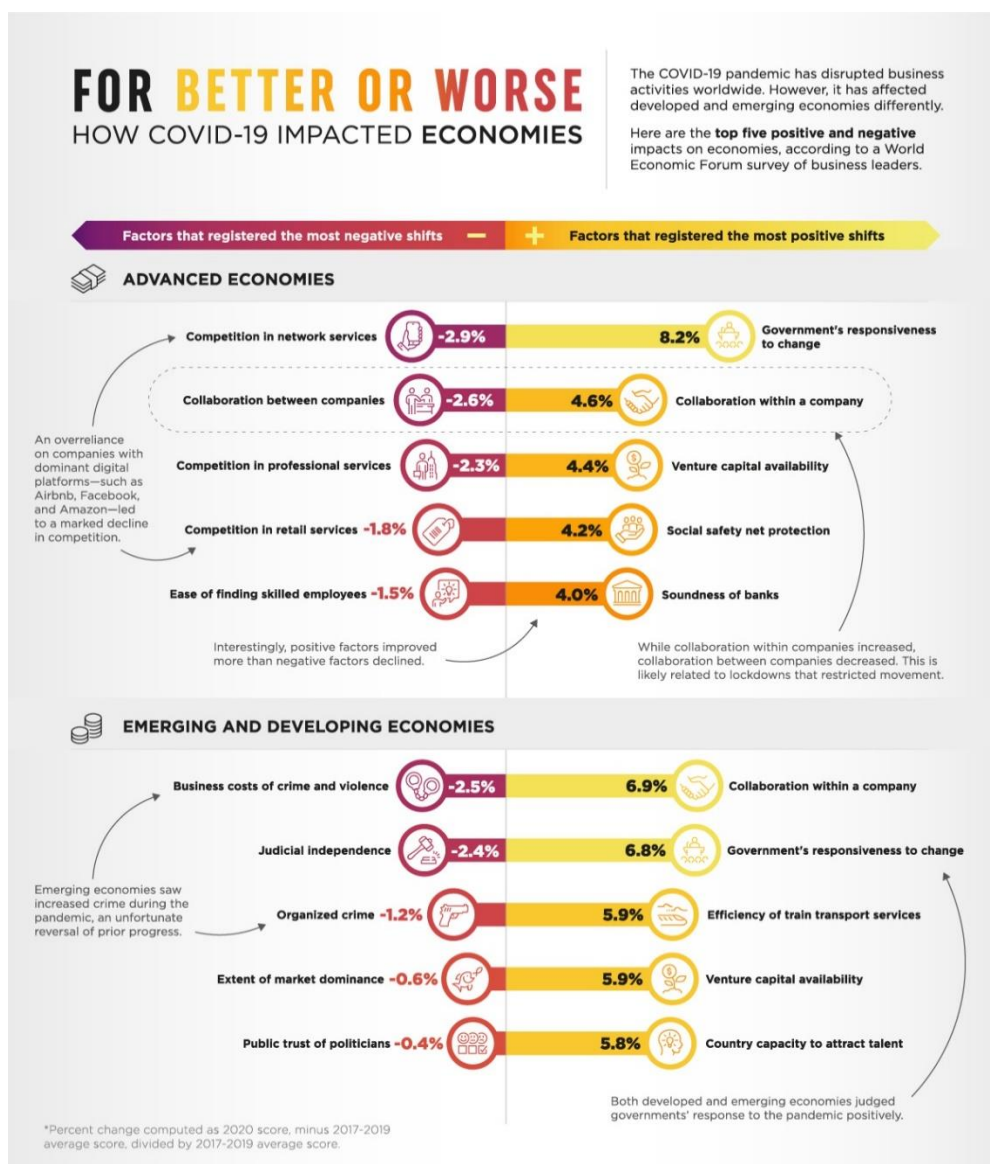 FOR BETTER OR WORSE
HOW COVID-19 IMPACTED ECONOMIES
The COVID-19 pandemic has disrupted business
activities worldwide. However, it has affected
developed and emerging economies differently.
Here are the top five positive and negative
impacts on economies, according to a World
Economic Forum survey of business leaders.
Factors that registered the most negative shifts
Factors that registered the most positive shifts
ADVANCED ECONOMIES
Competition in network services -2.9%
8.2% Government's responsiveness
to change
Collaboration between companies -2.6%
4.6% Collaboration within a company
Competition in professional services -2.3%
4.4% Venture capital availability
Competition in retail services -1.8%
4.2% Social safety net protection
Ease of finding skilled employees -1.5%
4.0% Soundness of banks
An overreliance
on companies with
dominant digital
platforms—such as
Airbnb, Facebook,
and Amazon—led
to a marked decline
in competition.
Interestingly, positive factors improved
more than negative factors declined.
While collaboration within companies increased,
collaboration between companies decreased. This is
likely related to lockdowns that restricted movement.
EMERGING AND DEVELOPING ECONOMIES
Business costs of crime and violence -2.5%
6.9% Collaboration within a company
Judicial independence -2.4%
6.8% Government's responsiveness to change
Organized crime -1.2%
5.9% Efficiency of train transport services
Extent of market dominance -0.6%
5.9% Venture capital availability
Public trust of politicians -0.4%
5.8% Country capacity to attract talent
Emerging economies saw
increased crime during the
pandemic, an unfortunate
reversal of prior progress.
Both developed and emerging economies judged
governments' response to the pandemic positively.
*Percent change computed as 2020 score, minus 2017-2019
average score, divided by 2017-2019 average score.